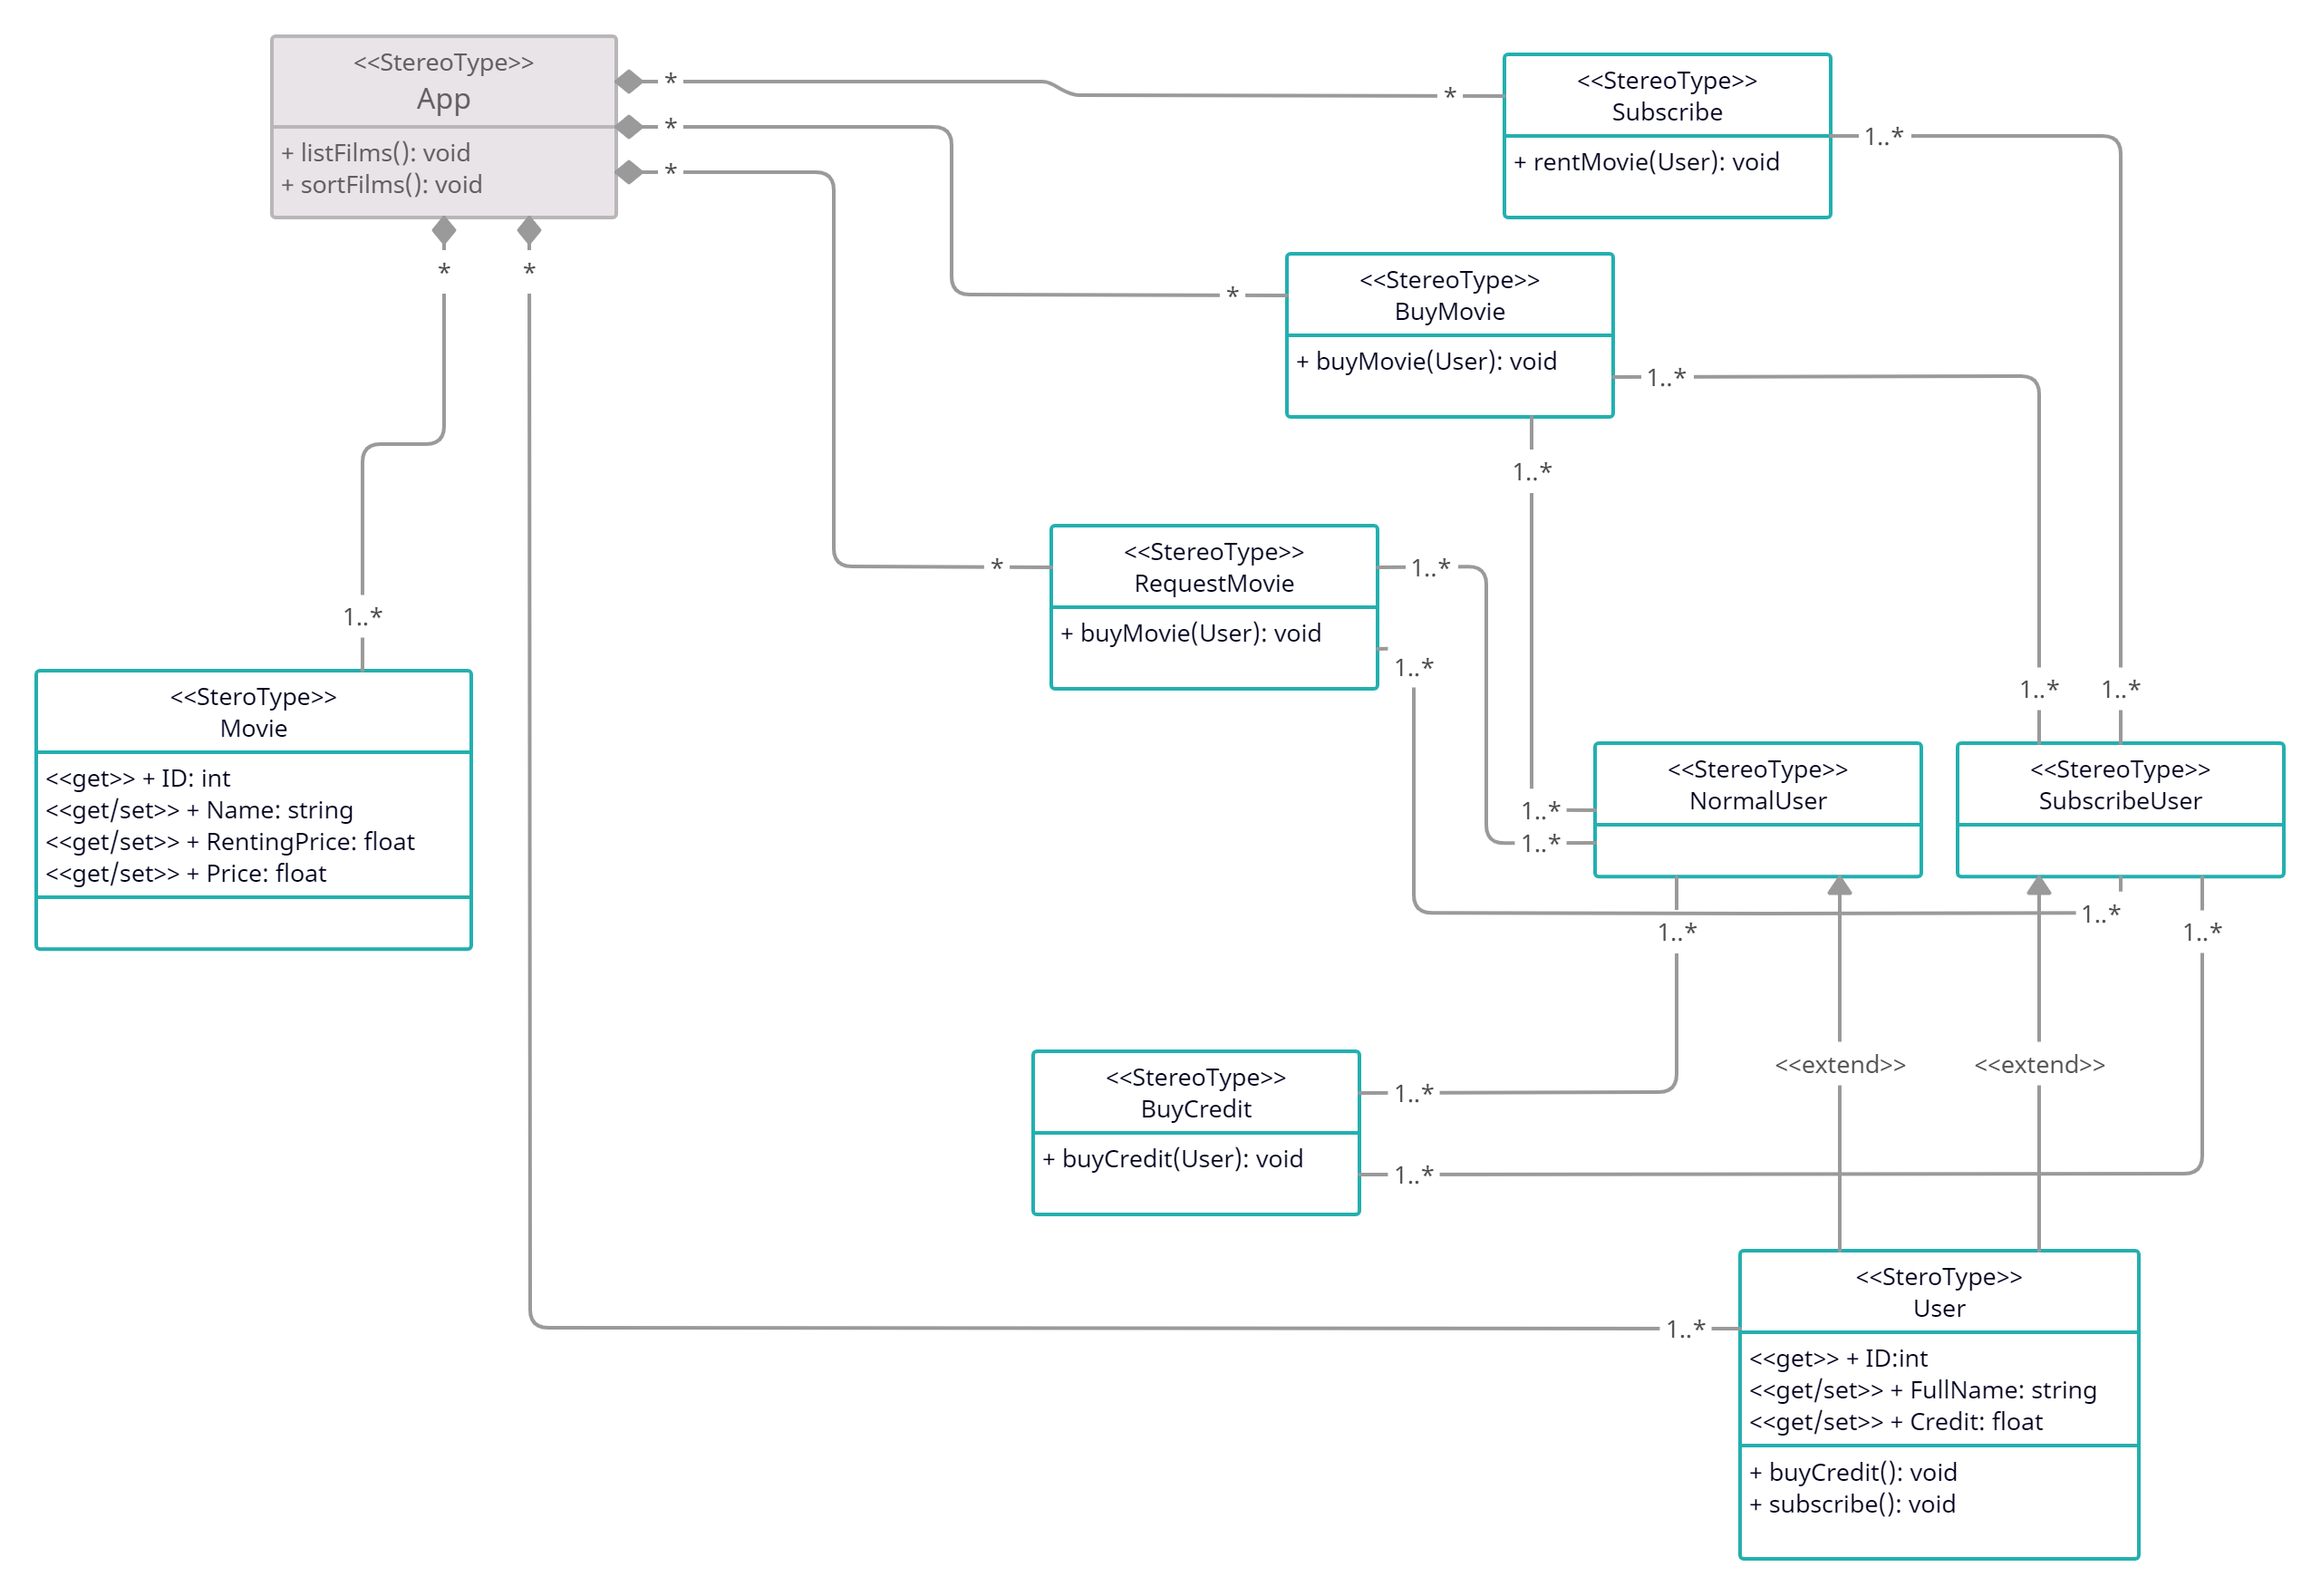 <<StereoType>>
App
+ listFilms(): void
+ sortFilms(): void
*
*
*
*
*
*
<<StereoType>>
Subscribe
+ rentMovie(User): void
1..*
*
<<StereoType>>
BuyMovie
+ buyMovie(User): void
1..*
1..*
*
<<StereoType>>
RequestMovie
+ buyMovie(User): void
1..*
1..*
1..*
<<SteroType>>
Movie
<<get>> + ID: int
<<get/set>> + Name: string
<<get/set>> + RentingPrice: float
<<get/set>> + Price: float
1..*
1..*
1..*
1..*
<<StereoType>>
NormalUser
<<StereoType>>
SubscribeUser
1..*
1..*
1..*
<<extend>>
<<extend>>
<<StereoType>>
BuyCredit
+ buyCredit(User): void
1..*
1..*
1..*
<<SteroType>>
User
<<get>> + ID:int
<<get/set>> + FullName: string
<<get/set>> + Credit: float
+ buyCredit(): void
+ subscribe(): void